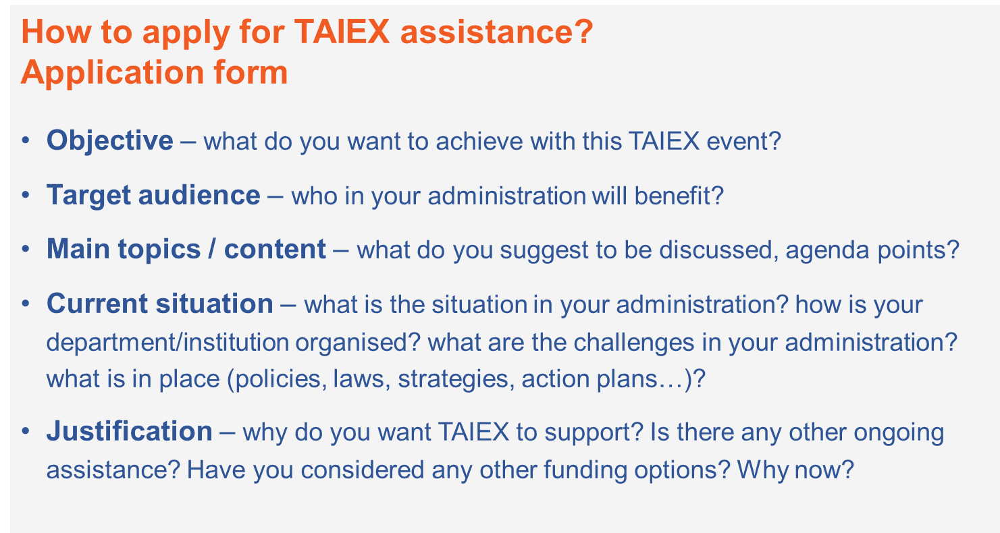 How to apply for TAIEX assistance?
Application form
• Objective – what do you want to achieve with this TAIEX event?
• Target audience – who in your administration will benefit?
• Main topics / content – what do you suggest to be discussed, agenda points?
• Current situation – what is the situation in your administration? how is your
department/institution organised? what are the challenges in your administration?
what is in place (policies, laws, strategies, action plans…)?
• Justification – why do you want TAIEX to support? Is there any other ongoing
assistance? Have you considered any other funding options? Why now?